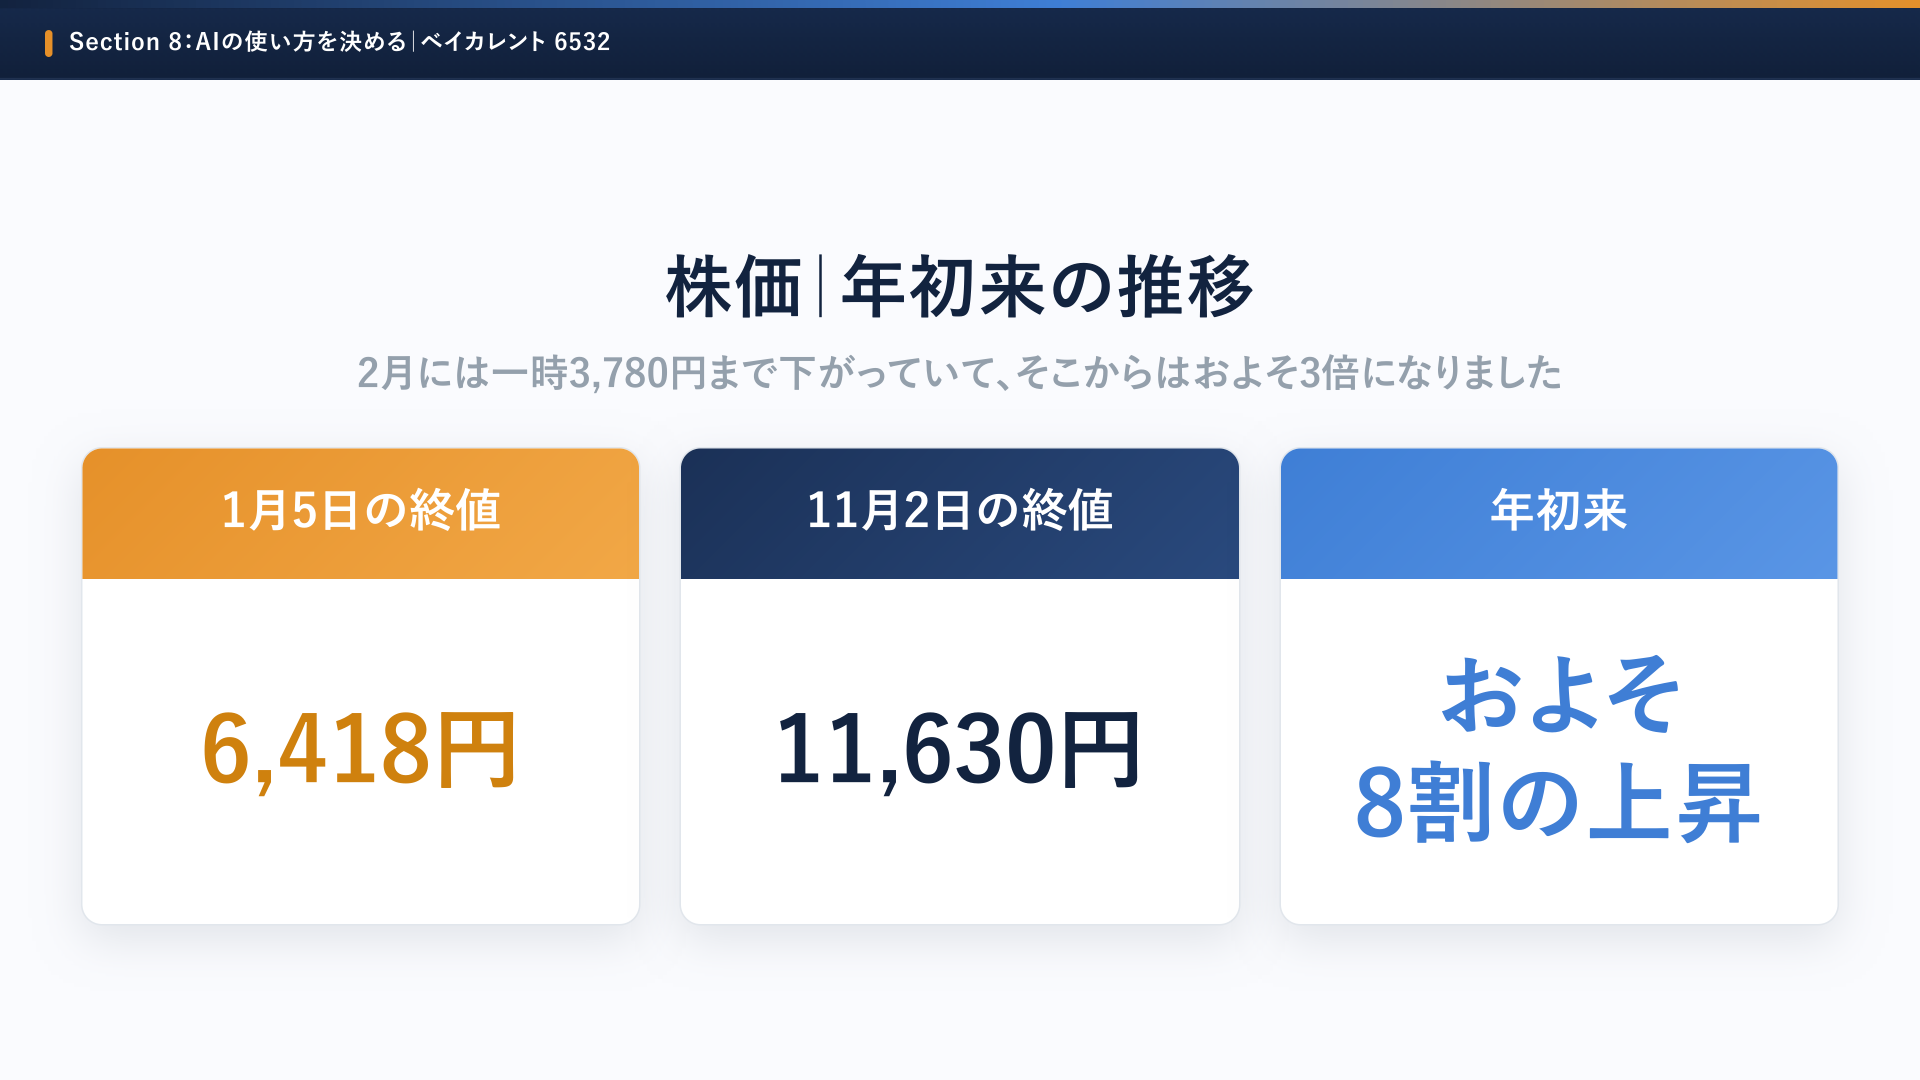 Section 8：AIの使い方を決める｜ベイカレント 6532
株価｜年初来の推移
2月には一時3,780円まで下がっていて、そこからはおよそ3倍になりました
1月5日の終値
6,418円
11月2日の終値
11,630円
年初来
およそ
8割の上昇